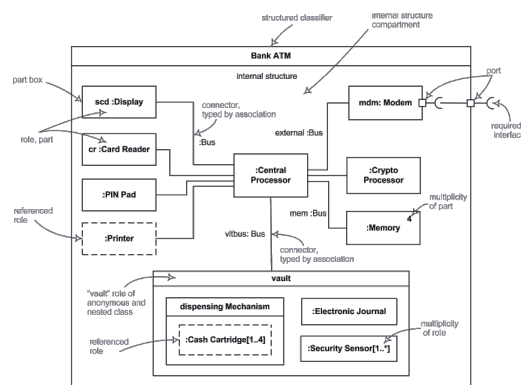 structured classifier
internal structure
compartment
Bank ATM
internal structure
part box
scd :Display
connector,
typed by association
mdm: Modem
port
role, part
external :Bus
required
interface
:Bus
cr :Card Reader
:Central
Processor
:Crypto
Processor
:PIN Pad
multiplicity
of part
mem :Bus
4
referenced
role
:Printer
:Memory
vitbus: Bus
connector,
typed by association
vault
"vault" role of
anonymous and
nested class
dispensing Mechanism
:Electronic Journal
multiplicity
of role
referenced
role
:Cash Cartridge[1..4]
:Security Sensor[1..*]